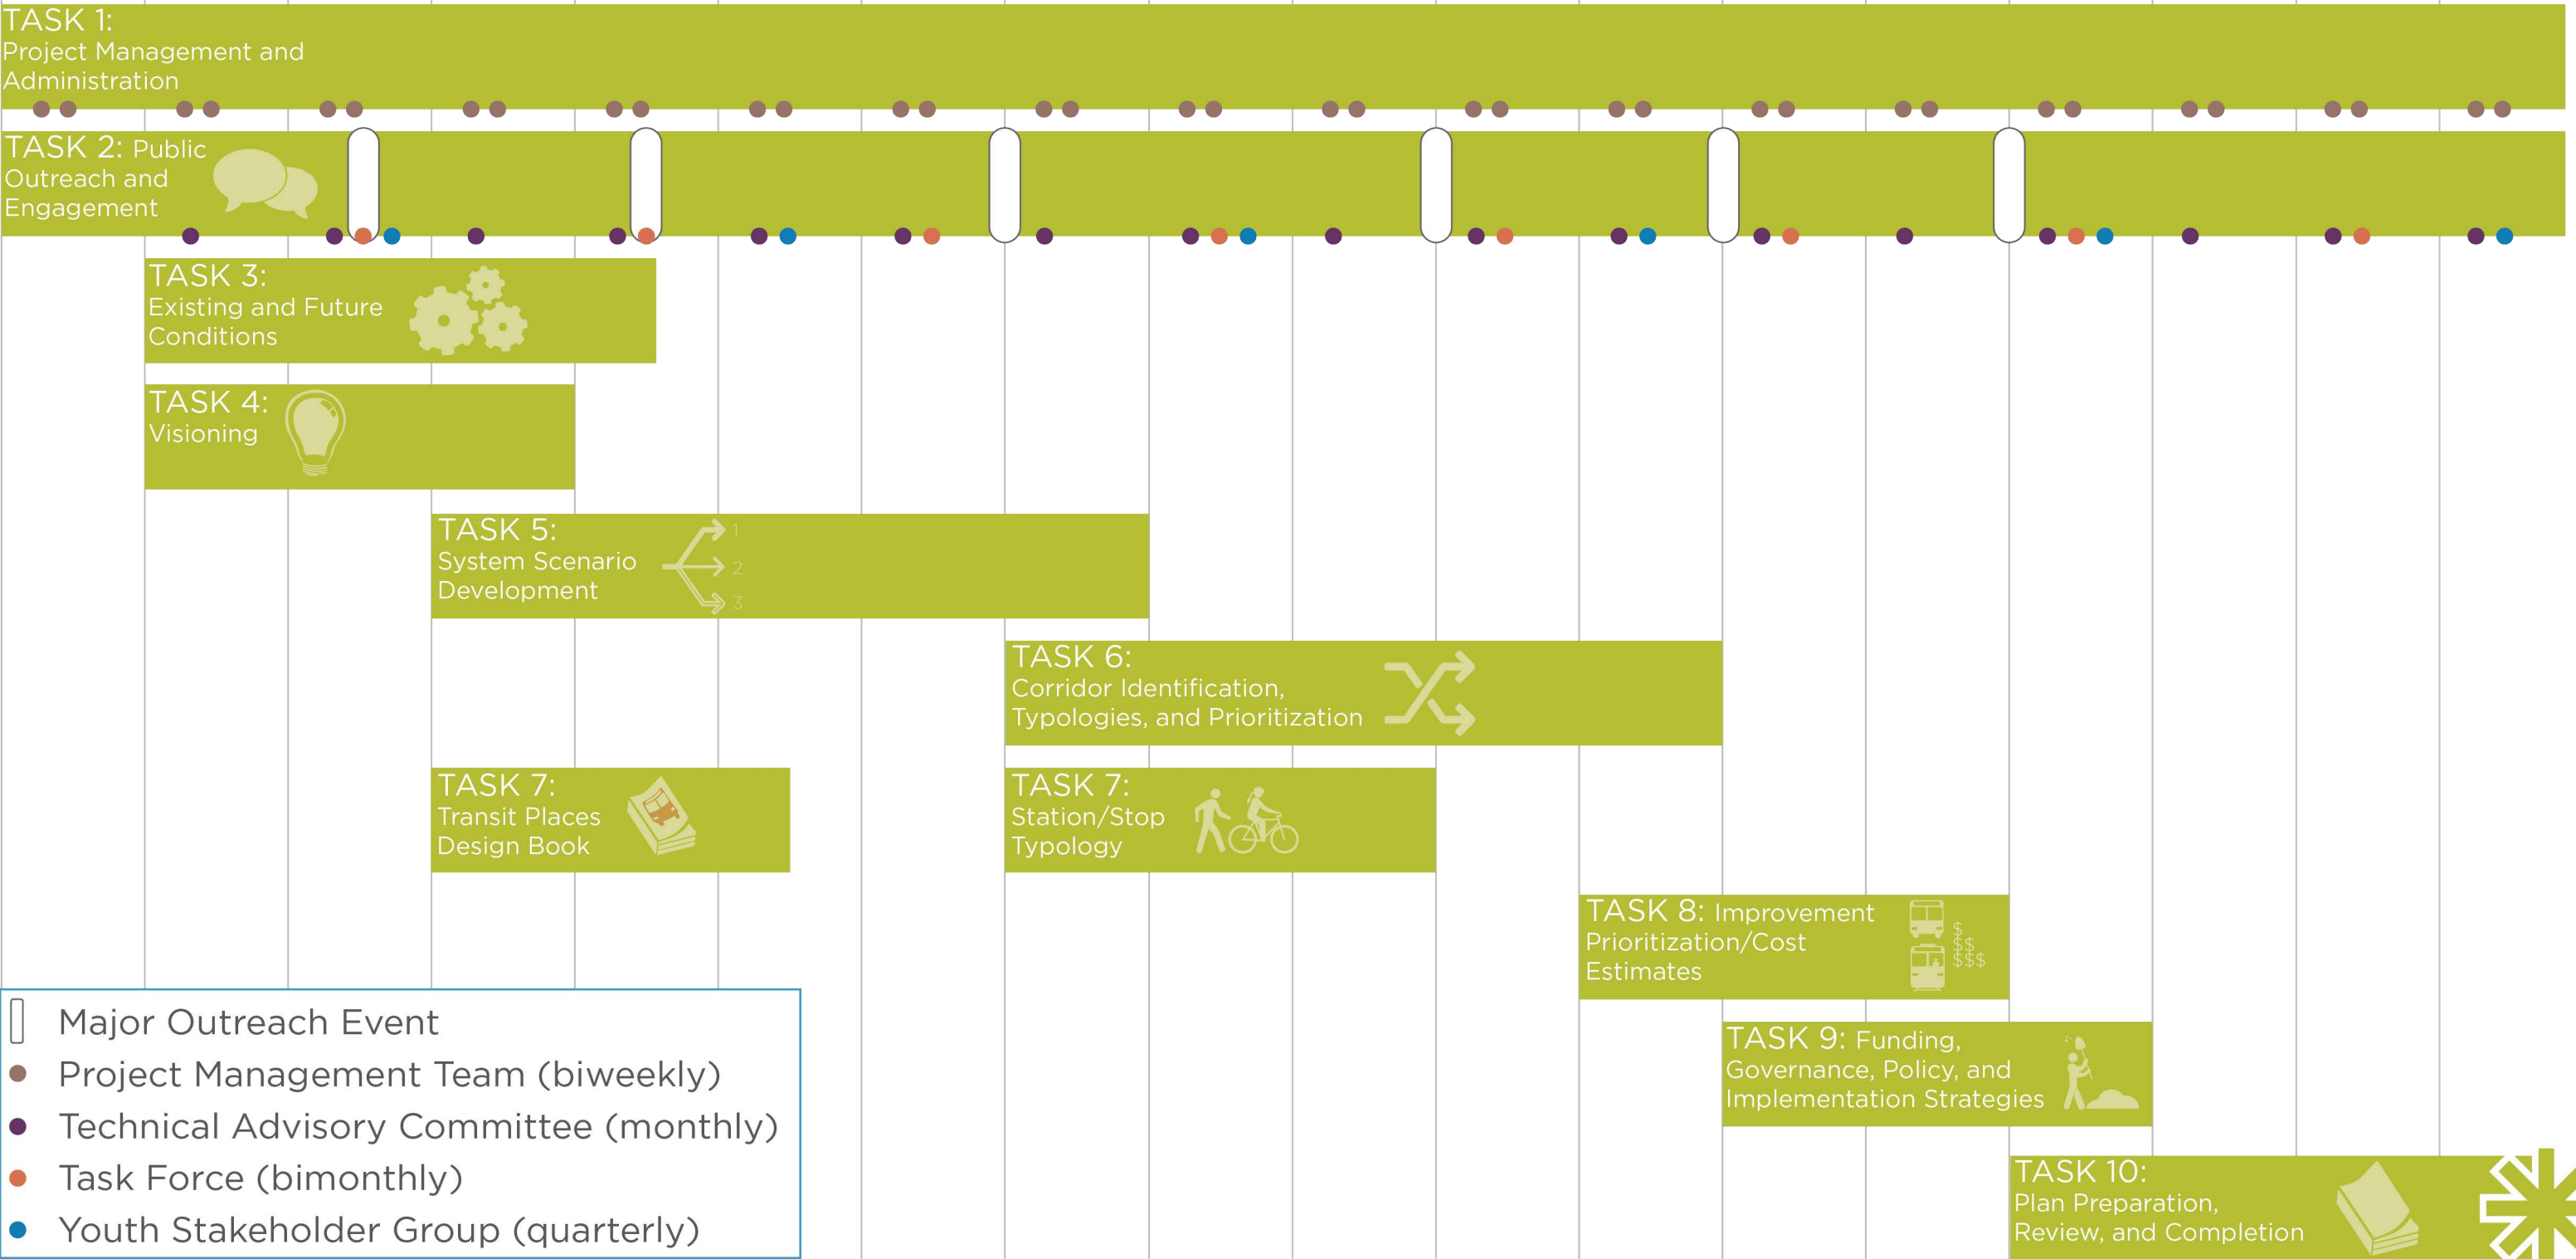 TASK 1:
Project Management and
Administration
TASK 2: Public
Outreach and
Engagement
TASK 3:
Existing and Future
Conditions
TASK 4:
Visioning
TASK 5:
System Scenario
Development
1
2
3
TASK 6:
Corridor Identification,
Typologies, and Prioritization
TASK 7:
Transit Places
Design Book
TASK 7:
Station/Stop
Typology
TASK 8: Improvement
Prioritization/Cost
Estimates
$
$$
$$$
TASK 9: Funding,
Governance, Policy, and
Implementation Strategies
TASK 10:
Plan Preparation,
Review, and Completion
Major Outreach Event
Project Management Team (biweekly)
Technical Advisory Committee (monthly)
Task Force (bimonthly)
Youth Stakeholder Group (quarterly)